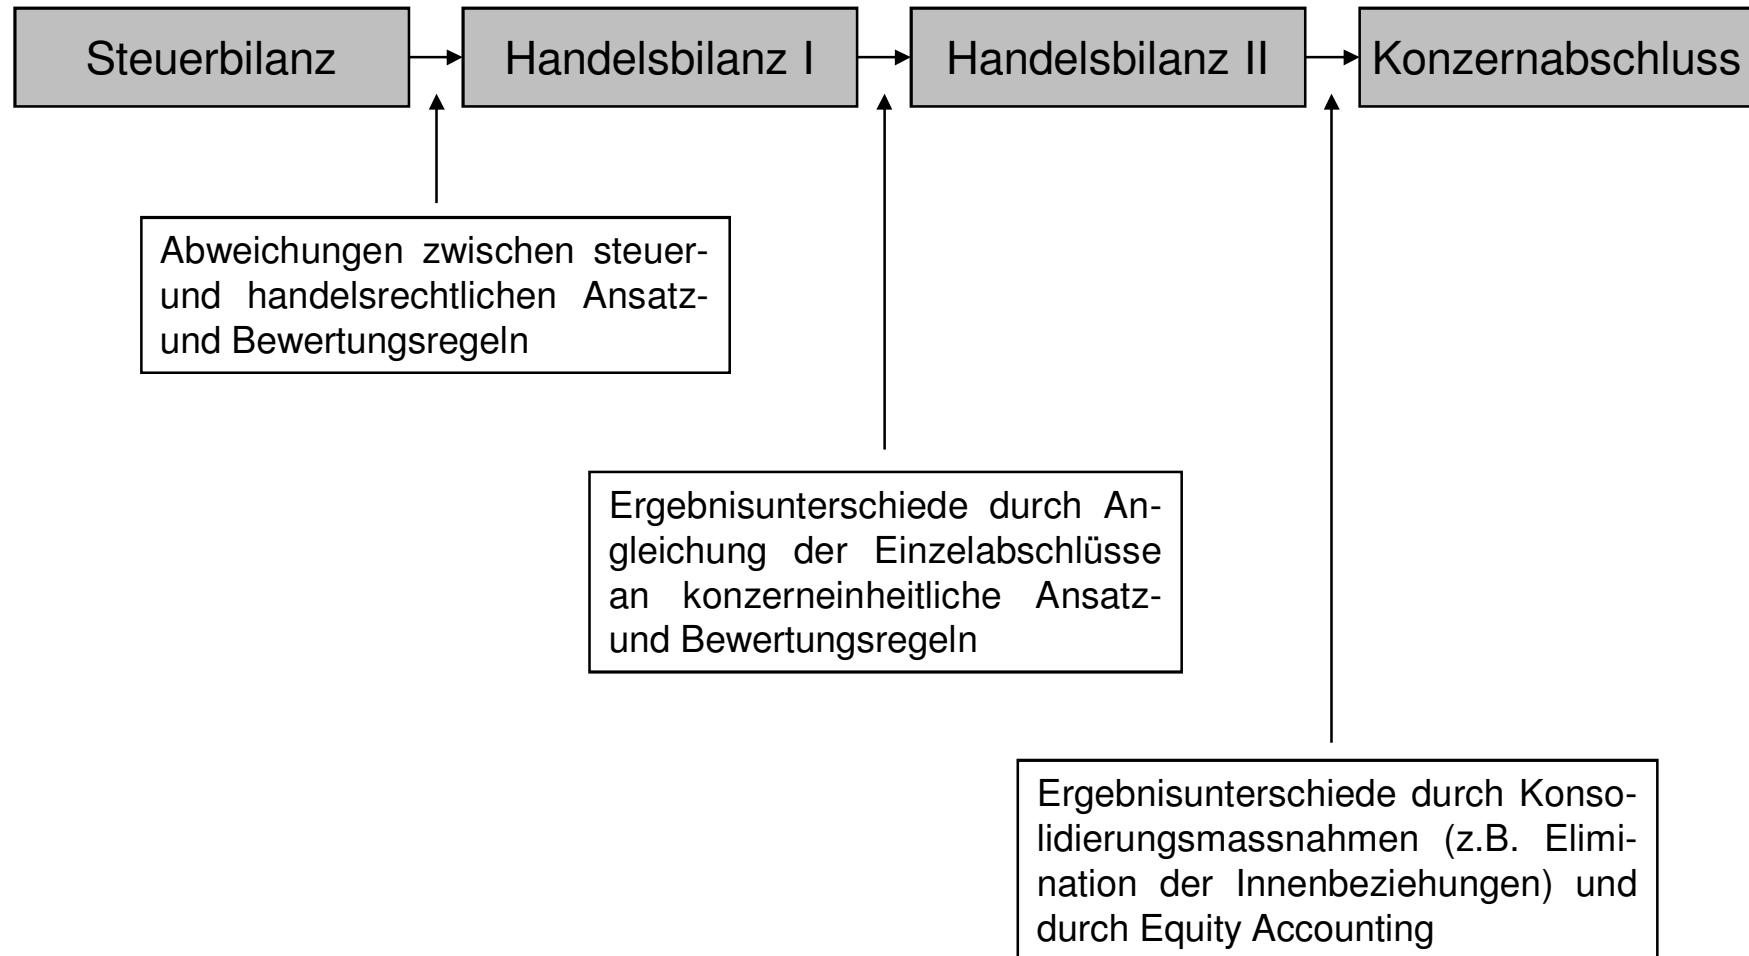 Steuerbilanz Handelsbilanz I Handelsbilanz II Konzernabschluss
Abweichungen zwischen steuer-
und handelsrechtlichen Ansatz-
und Bewertungsregeln
Ergebnisunterschiede durch An-
gleichung der Einzelabschlüsse
an konzerneinheitliche Ansatz-
und Bewertungsregeln
Ergebnisunterschiede durch Konso-
lidierungsmassnahmen (z.B. Elimi-
nation der Innenbeziehungen) und
durch Equity Accounting